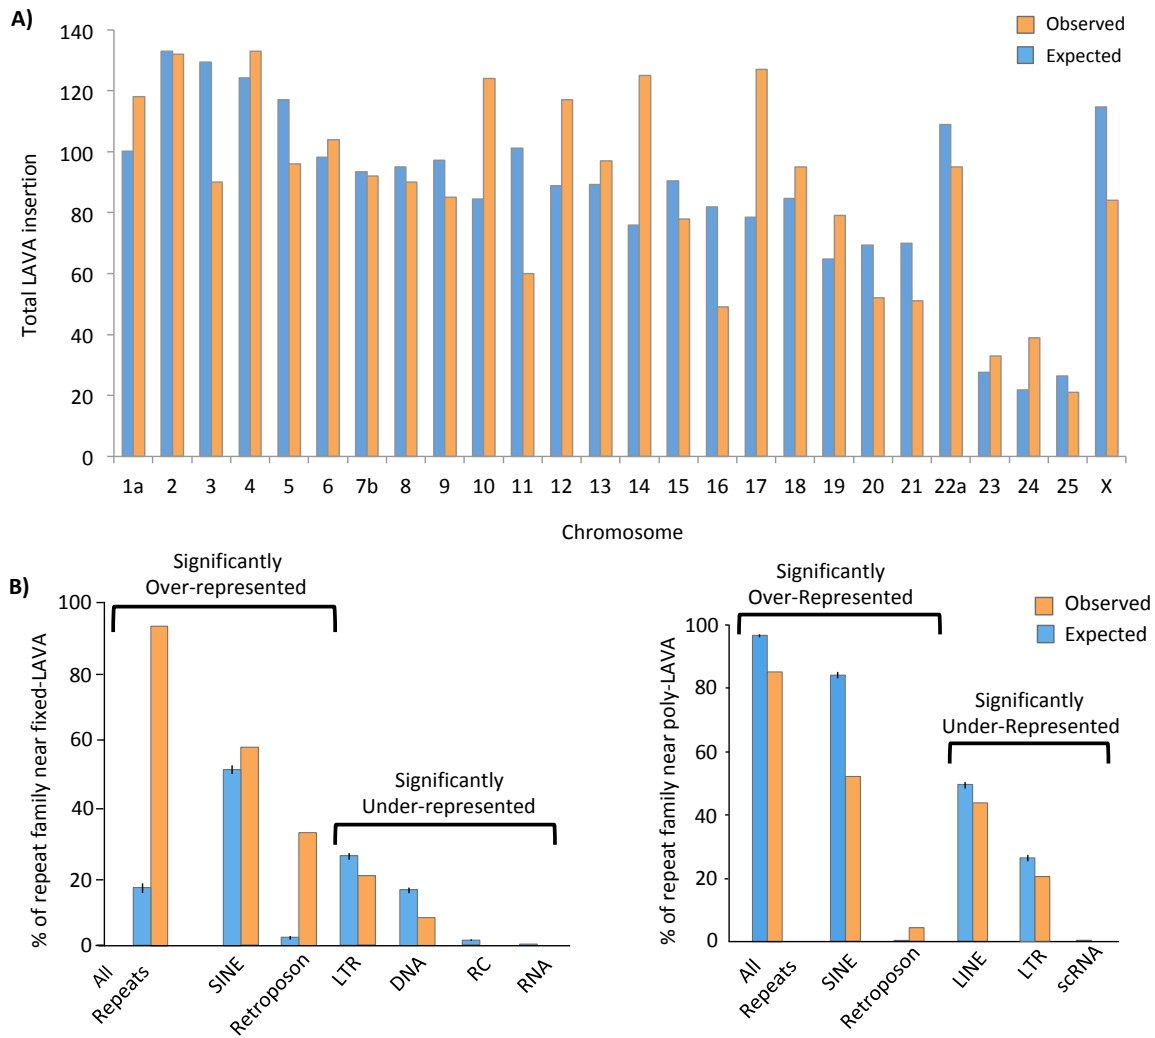 A)
Total LAVA insertion
140
120
100
80
60
40
20
0
Observed
Expected
1a 2 3 4 5 6 7b 8 9 10 11 12 13 14 15 16 17 18 19 20 21 22a 23 24 25 X
Chromosome
B)
% of repeat family near fixed-LAVA
100
80
60
40
20
0
Significantly
Over-represented
Significantly
Under-represented
All
Repeats
SINE
Retroposon
LTR
DNA
RC
RNA
% of repeat family near poly-LAVA
100
80
60
40
20
0
Significantly
Over-Represented
Significantly
Under-Represented
Observed
Expected
All
Repeats
SINE
Retroposon
LINE
LTR
scRNA